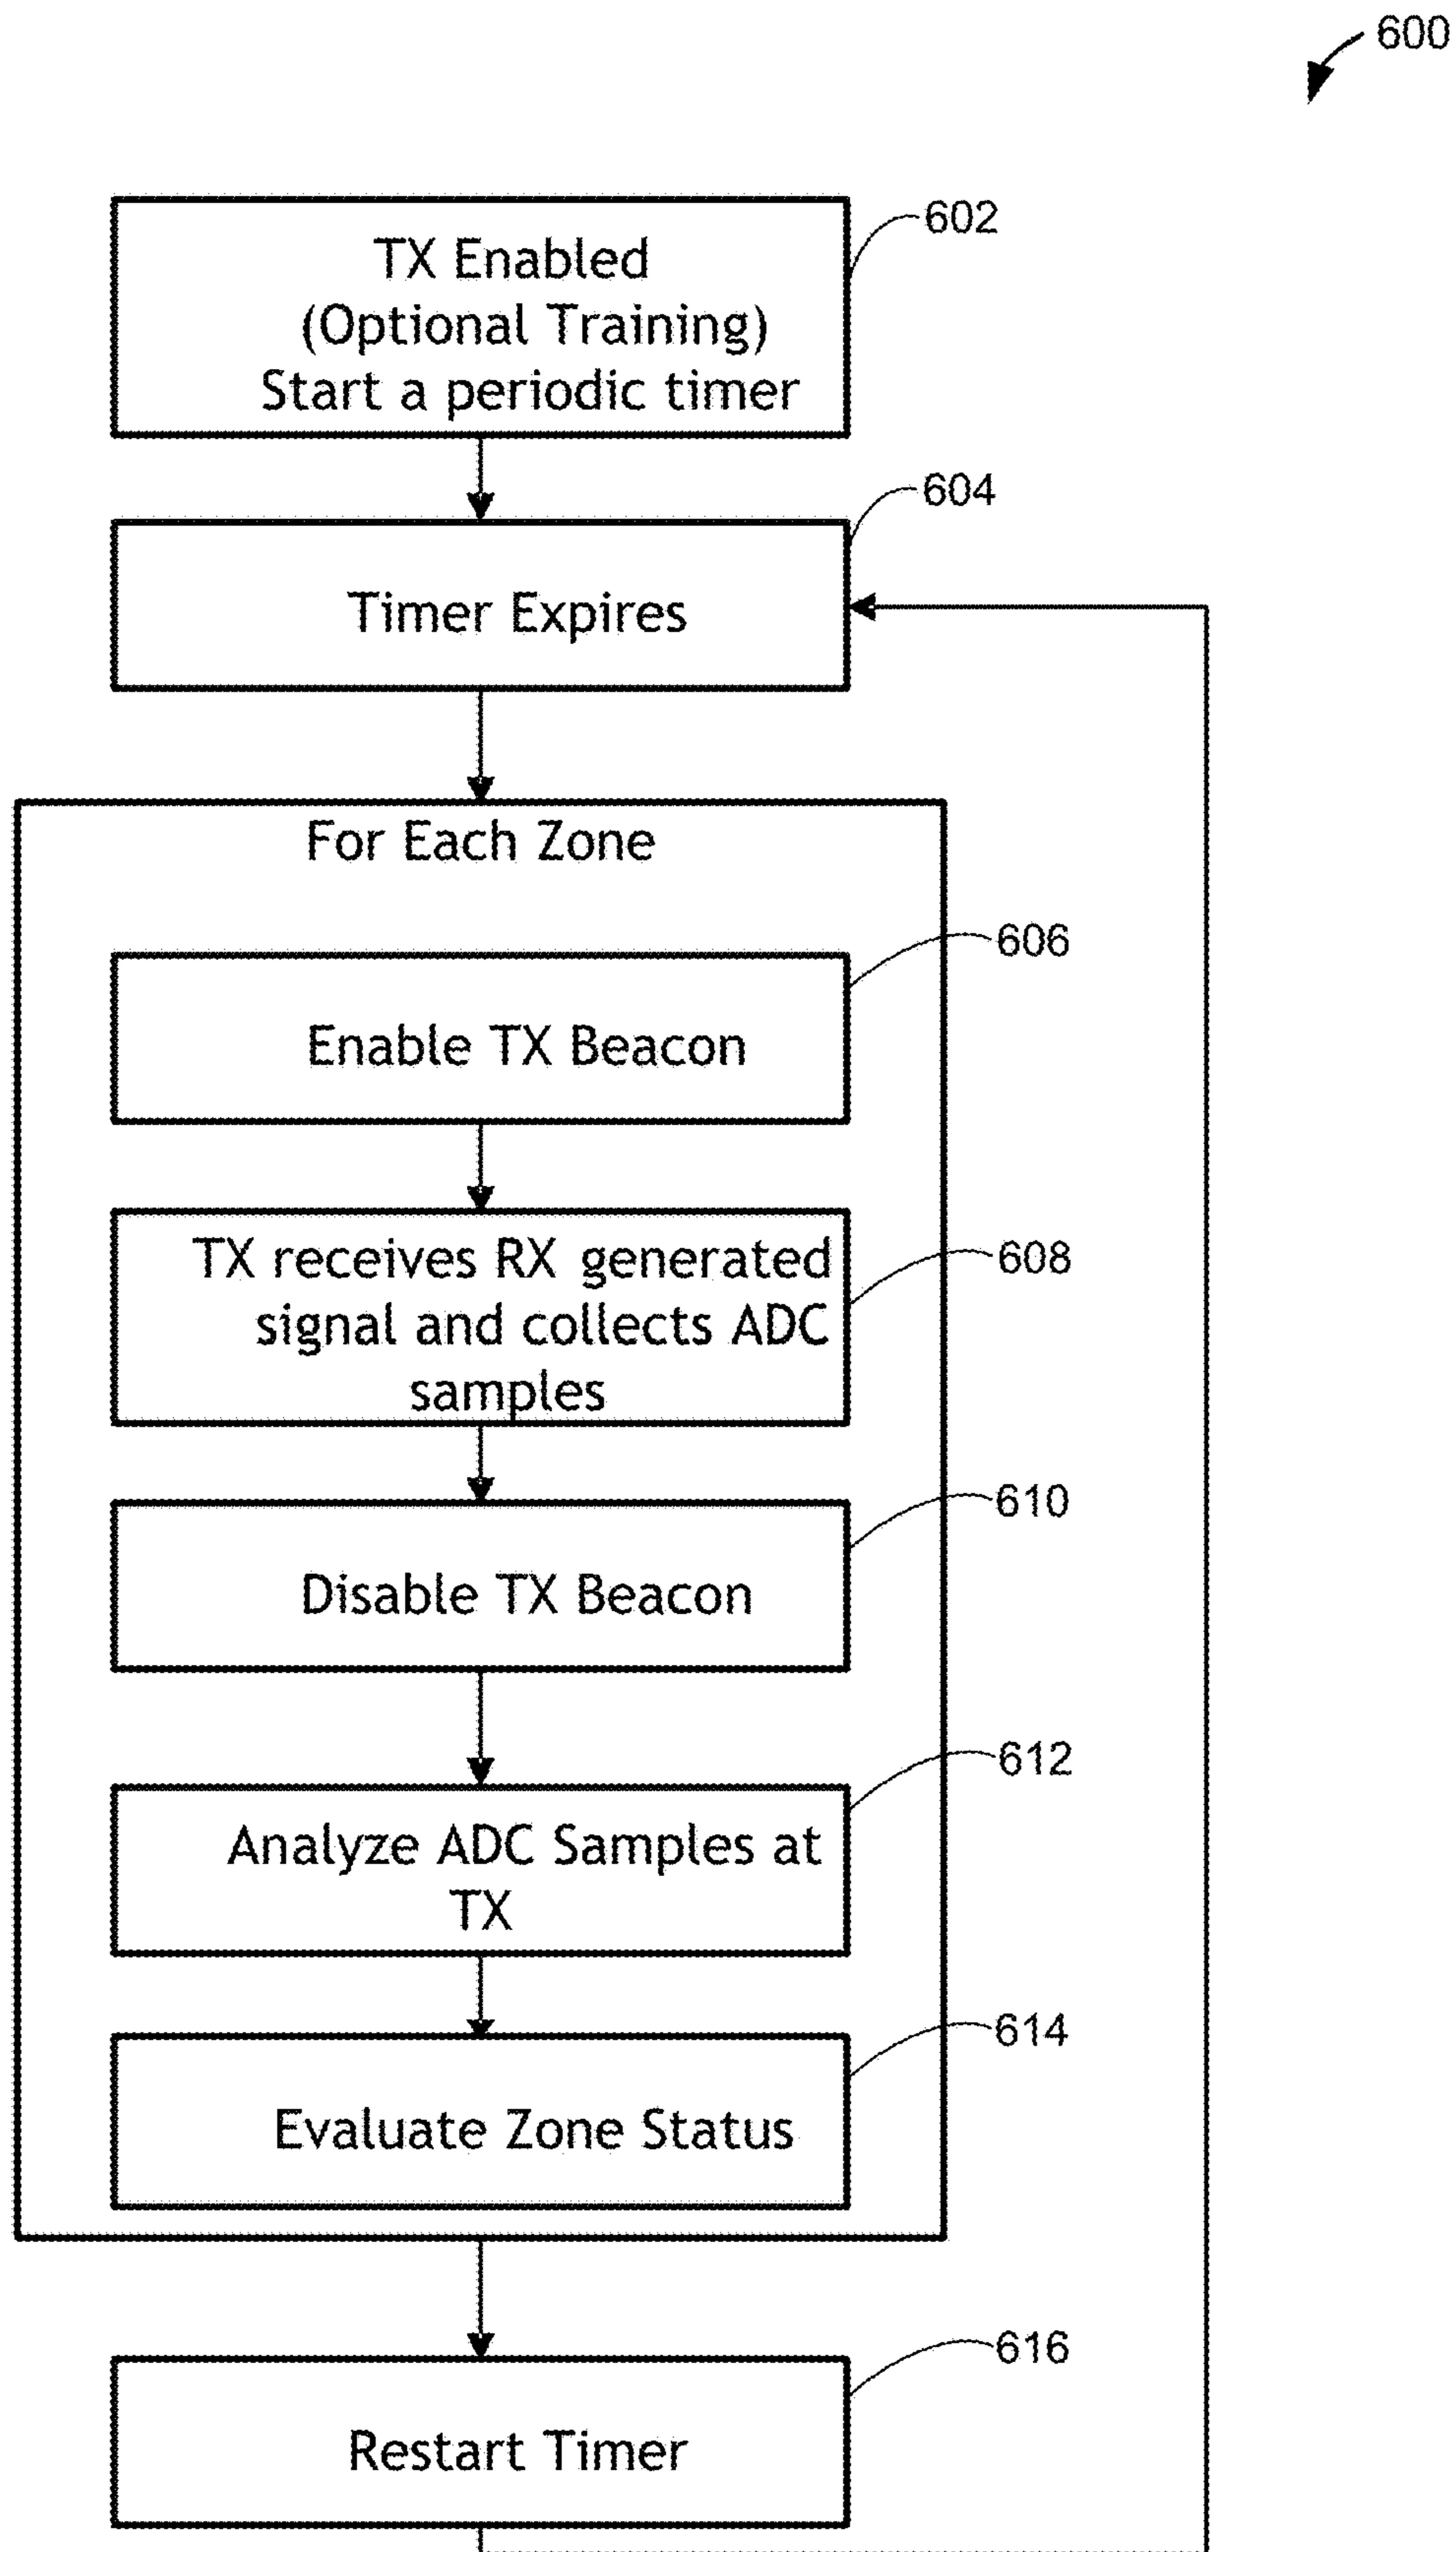 600
602
TX Enabled
(Optional Training)
Start a periodic timer
604
Timer Expires
For Each Zone
606
Enable TX Beacon
608
TX receives RX generated
signal and collects ADC
samples
610
Disable TX Beacon
612
Analyze ADC Samples at
TX
614
Evaluate Zone Status
616
Restart Timer